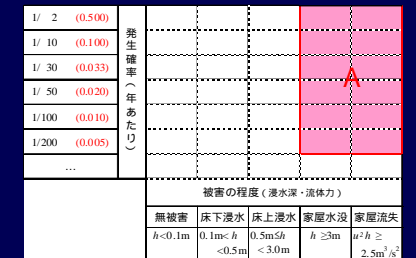 1/ 2 (0.500)
1/ 10 (0.100)
1/ 30 (0.033)
1/ 50 (0.020)
1/100 (0.010)
1/200 (0.005)
…
発生確率(年あたり)
A
被害の程度(浸水深・流体力)
無被害 床下浸水 床上浸水 家屋水没 家屋流失
h<0.1m 0.1m<h 0.5m≤h h ≥3m u²h ≥
<0.5m <3.0m 2.5m³/s²